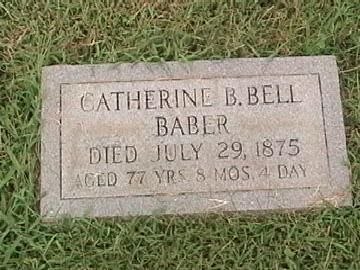 CATHERINE B. BELL
BABER
DIED JULY 29, 1875
AGED 77 YRS. 8 MOS. 4 DAY